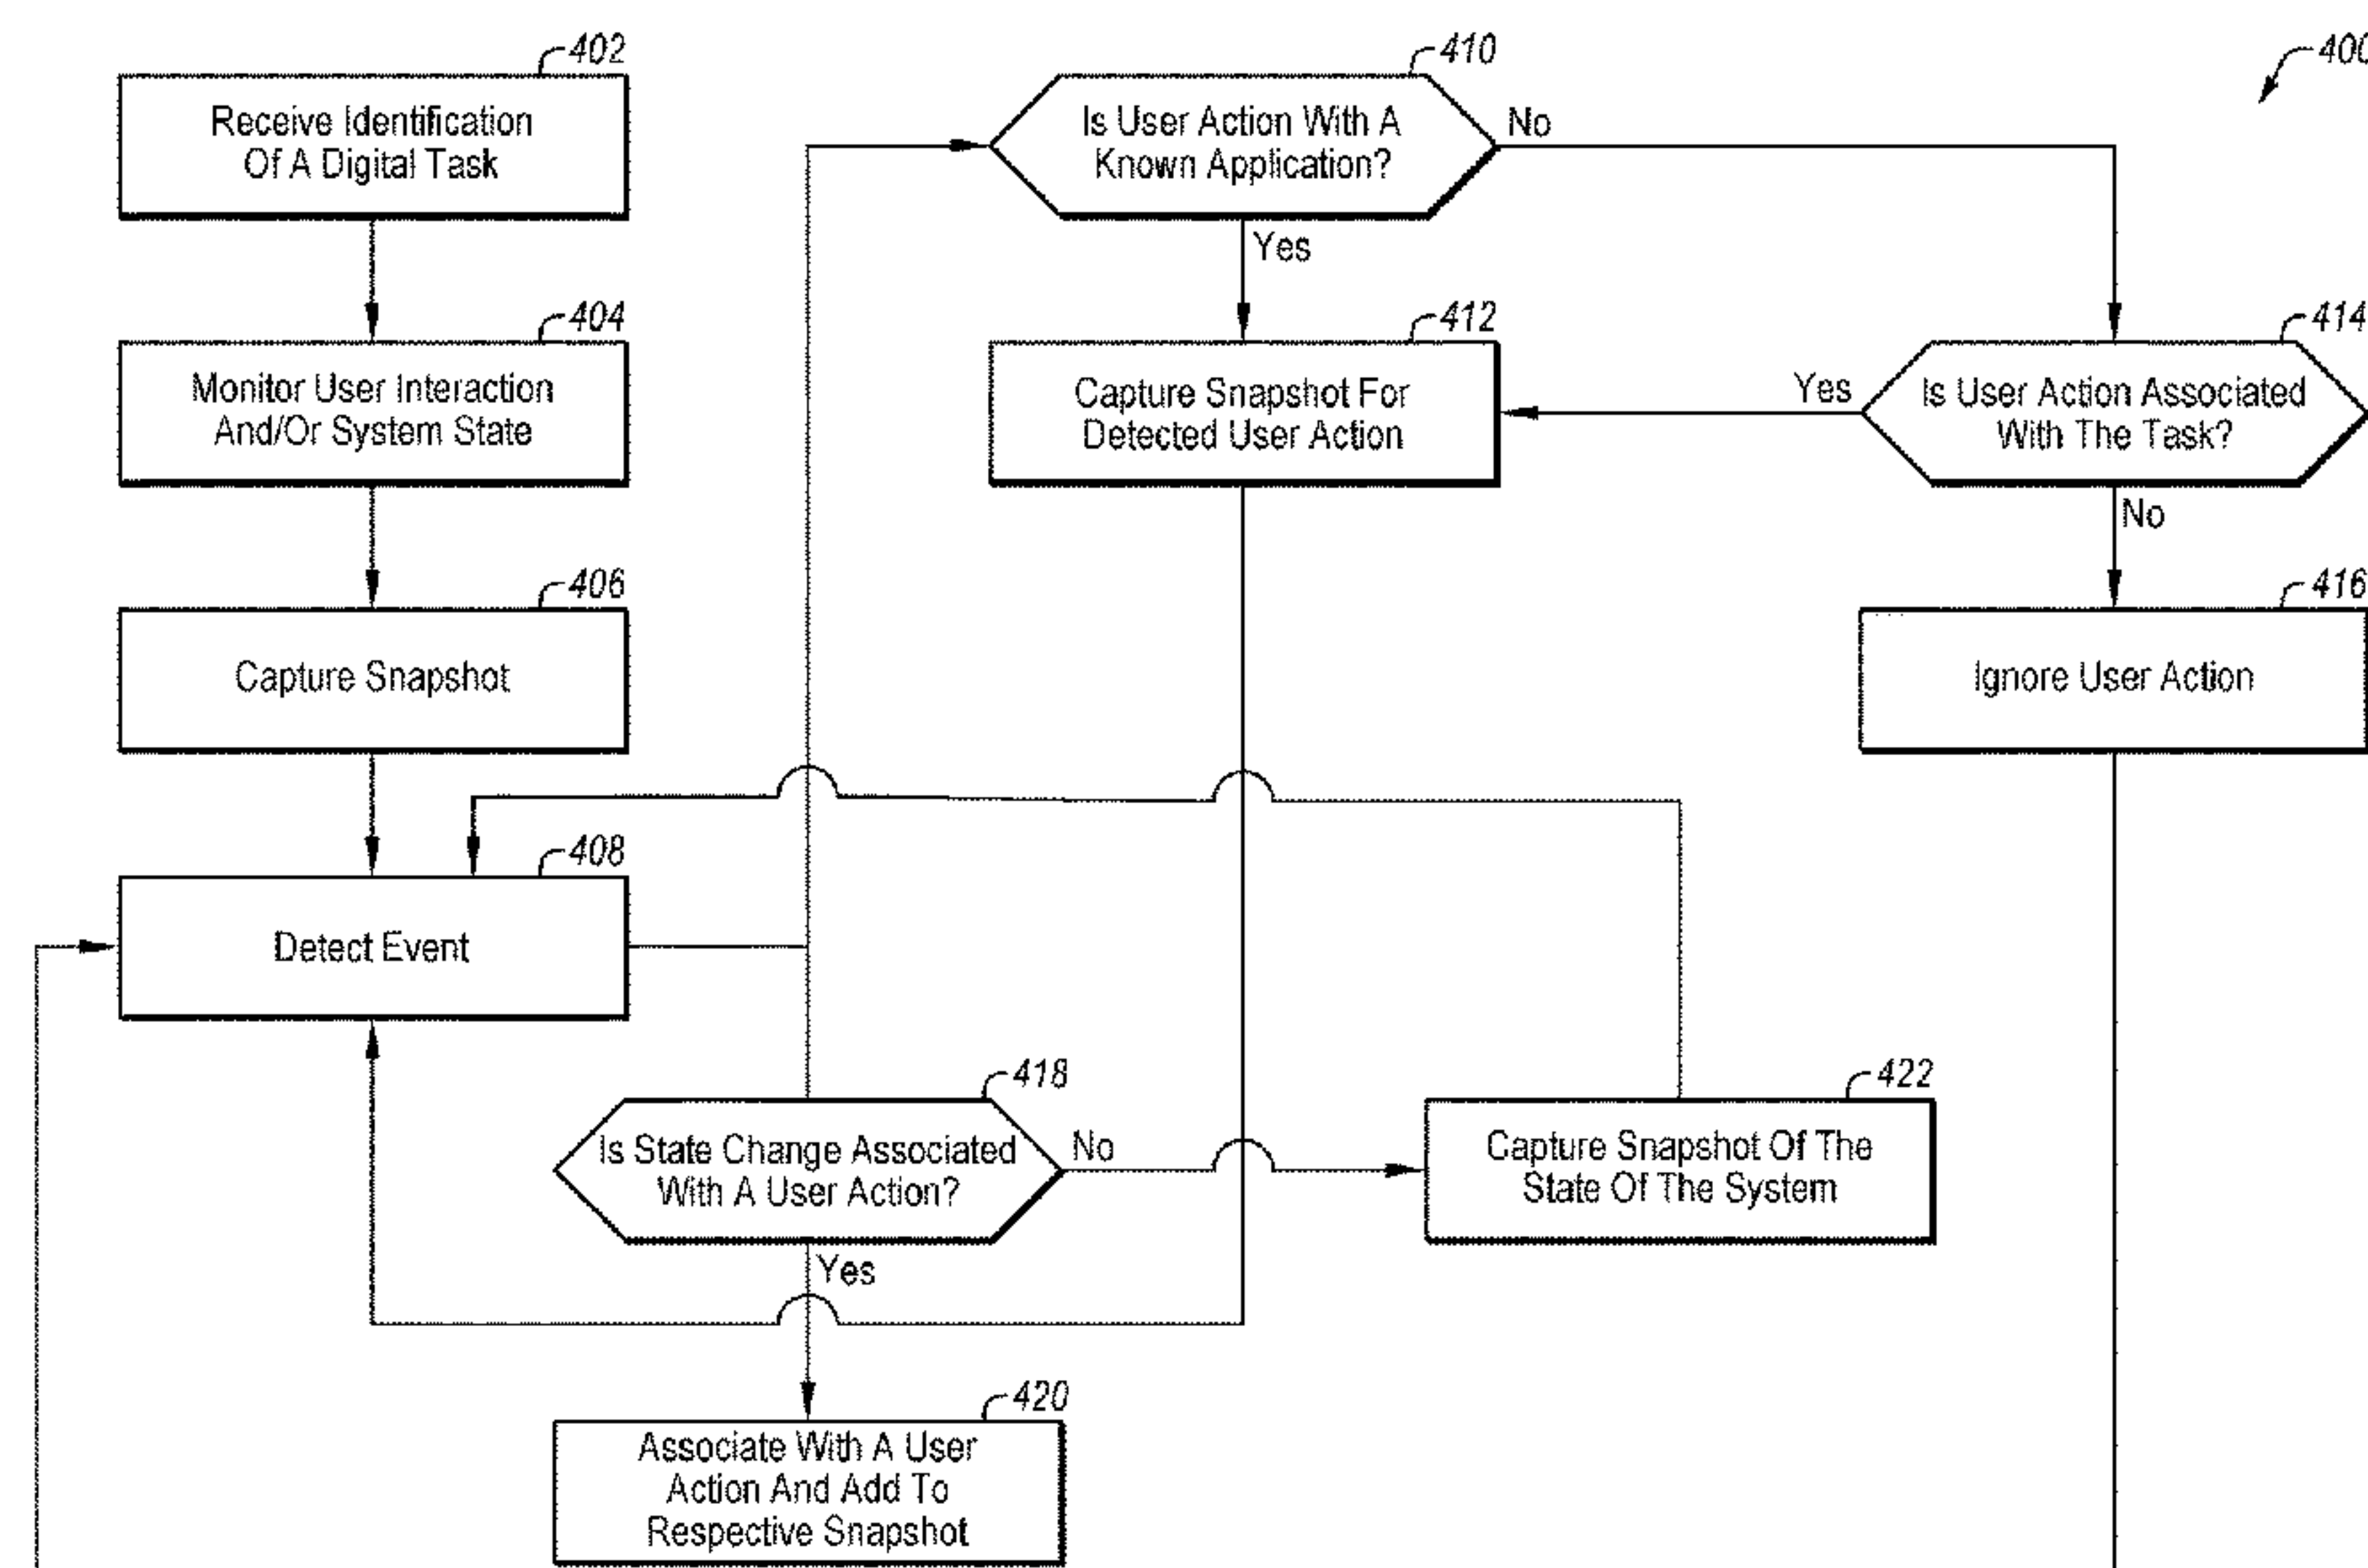 402
Receive Identification
Of A Digital Task
404
Monitor User Interaction
And/Or System State
406
Capture Snapshot
408
Detect Event
410
Is User Action With A
Known Application?
No
Yes
400
412
Capture Snapshot For
Detected User Action
414
Is User Action Associated
With The Task?
Yes
No
416
Ignore User Action
418
Is State Change Associated
With A User Action?
No
Yes
422
Capture Snapshot Of The
State Of The System
420
Associate With A User
Action And Add To
Respective Snapshot